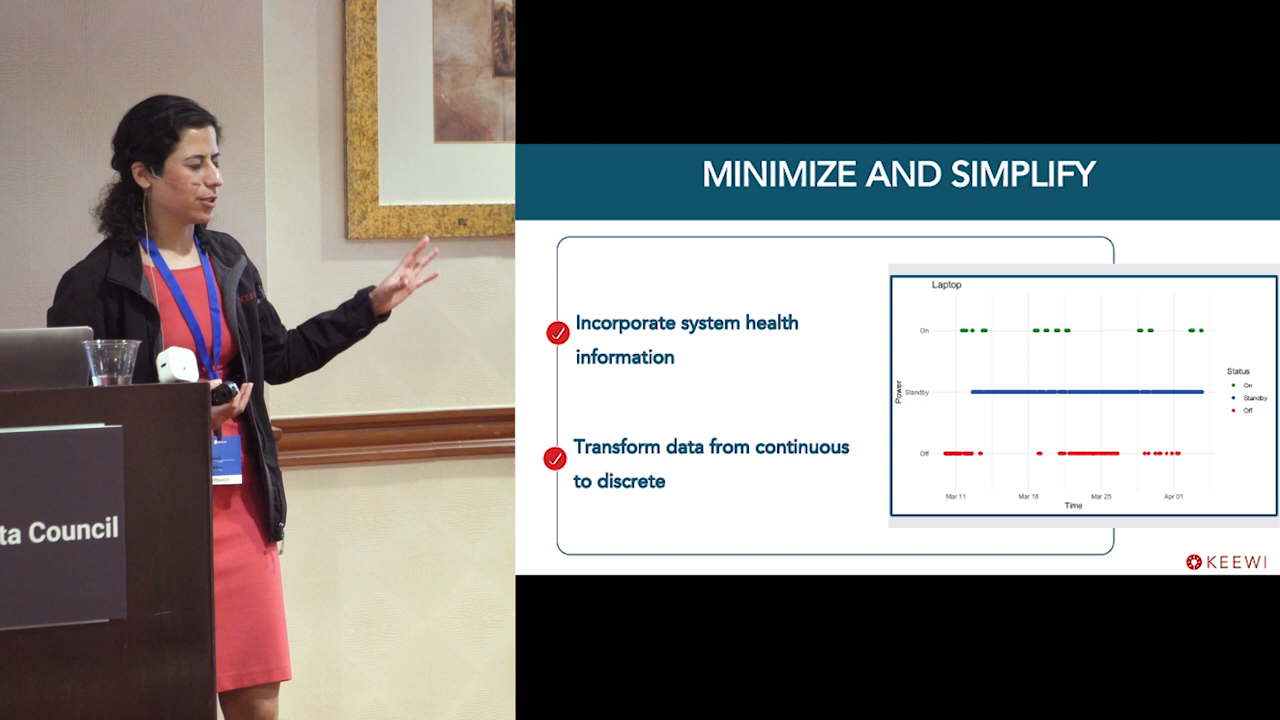 MINIMIZE AND SIMPLIFY
Incorporate system health
information
Transform data from continuous
to discrete
Laptop
On
Standby
Off
Power
Mar 11
Mar 18
Mar 25
Apr 01
Time
Status
On
Standby
Off
KEEWI
ta Council